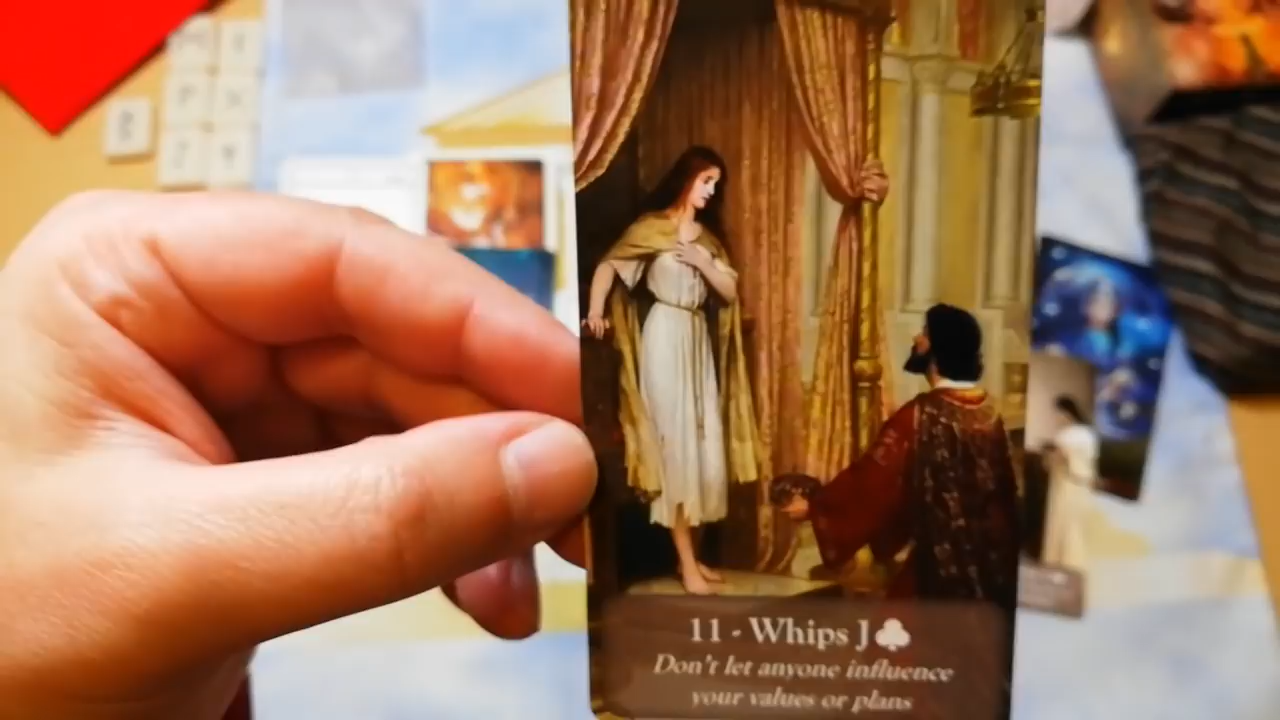 11 - Whips J♣
Don't let anyone influence
your values or plans